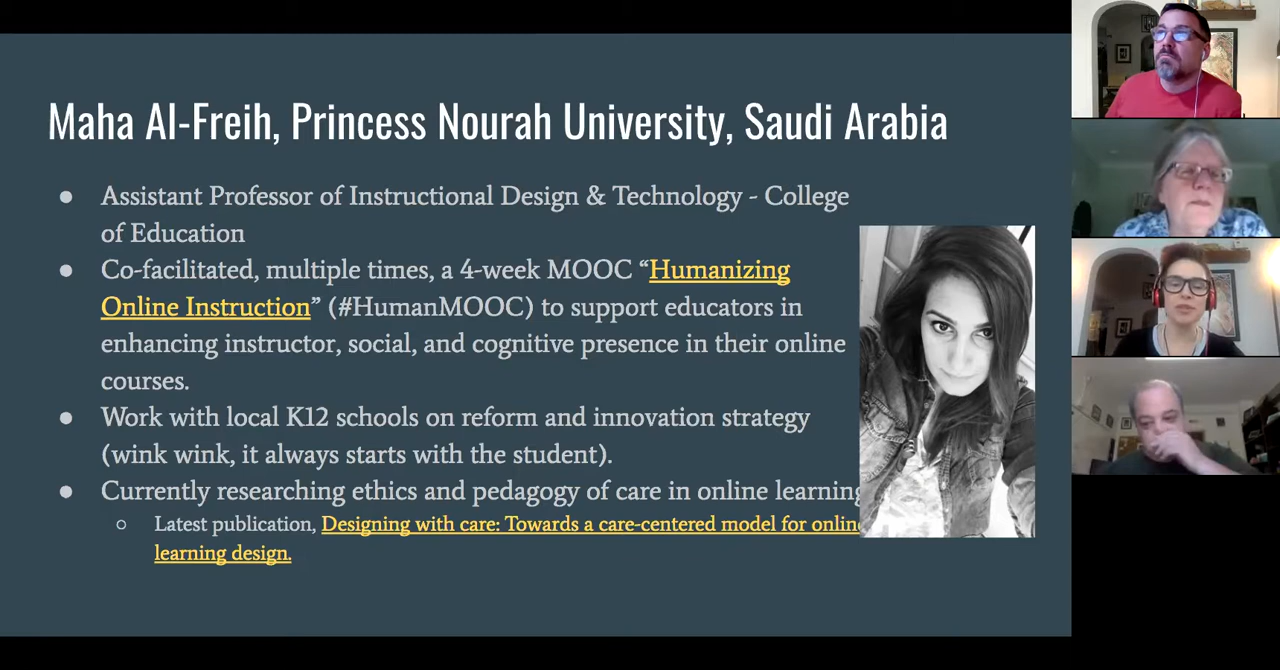 Maha Al-Freih, Princess Nourah University, Saudi Arabia
● Assistant Professor of Instructional Design & Technology - College
of Education
● Co-facilitated, multiple times, a 4-week MOOC “Humanizing
Online Instruction” (#HumanMOOC) to support educators in
enhancing instructor, social, and cognitive presence in their online
courses.
● Work with local K12 schools on reform and innovation strategy
(wink wink, it always starts with the student).
● Currently researching ethics and pedagogy of care in online learning
○ Latest publication, Designing with care: Towards a care-centered model for online
learning design.